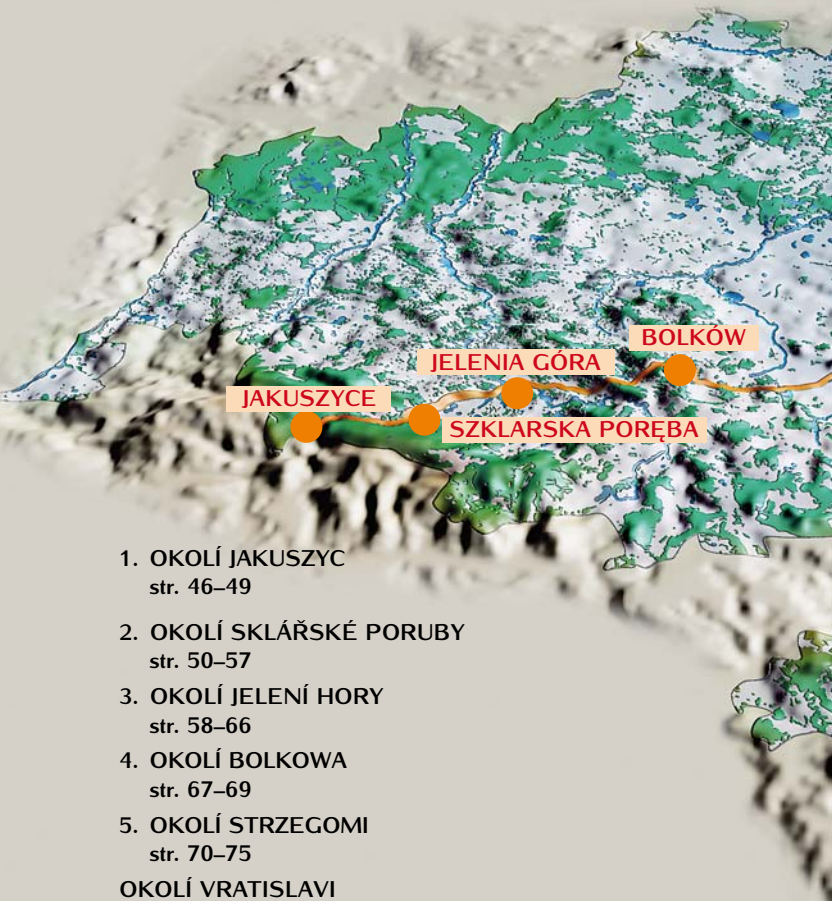 BOLKÓW
JELENIA GÓRA
JAKUSZYCE
SZKLARSKA PORĘBA
1. OKOLÍ JAKUSZYC
str. 46–49
2. OKOLÍ SKLÁŘSKÉ PORUBY
str. 50–57
3. OKOLÍ JELENÍ HORY
str. 58–66
4. OKOLÍ BOLKOWA
str. 67–69
5. OKOLÍ STRZEGOMI
str. 70–75
OKOLÍ VRATISLAVI